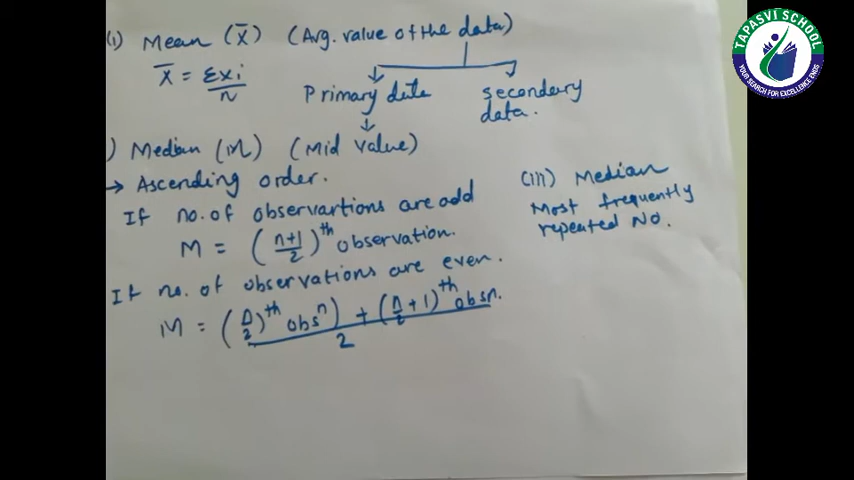 (i) Mean (x̄) (Avg. value of the data)
x̄ = Σxi / n
Primary data
secondary data.
) Median (M) (Mid value)
→ Ascending order.
If no. of observartions are odd
M = (n+1 / 2)th observation.
If no. of observations are even.
M = (n/2)th obsn) + (n/2 + 1)th obsn. / 2
(iii) Median
Most frequently
repeated No.
TAPASVI SCHOOL
YOUR SEARCH FOR EXCELLENCE ENDS